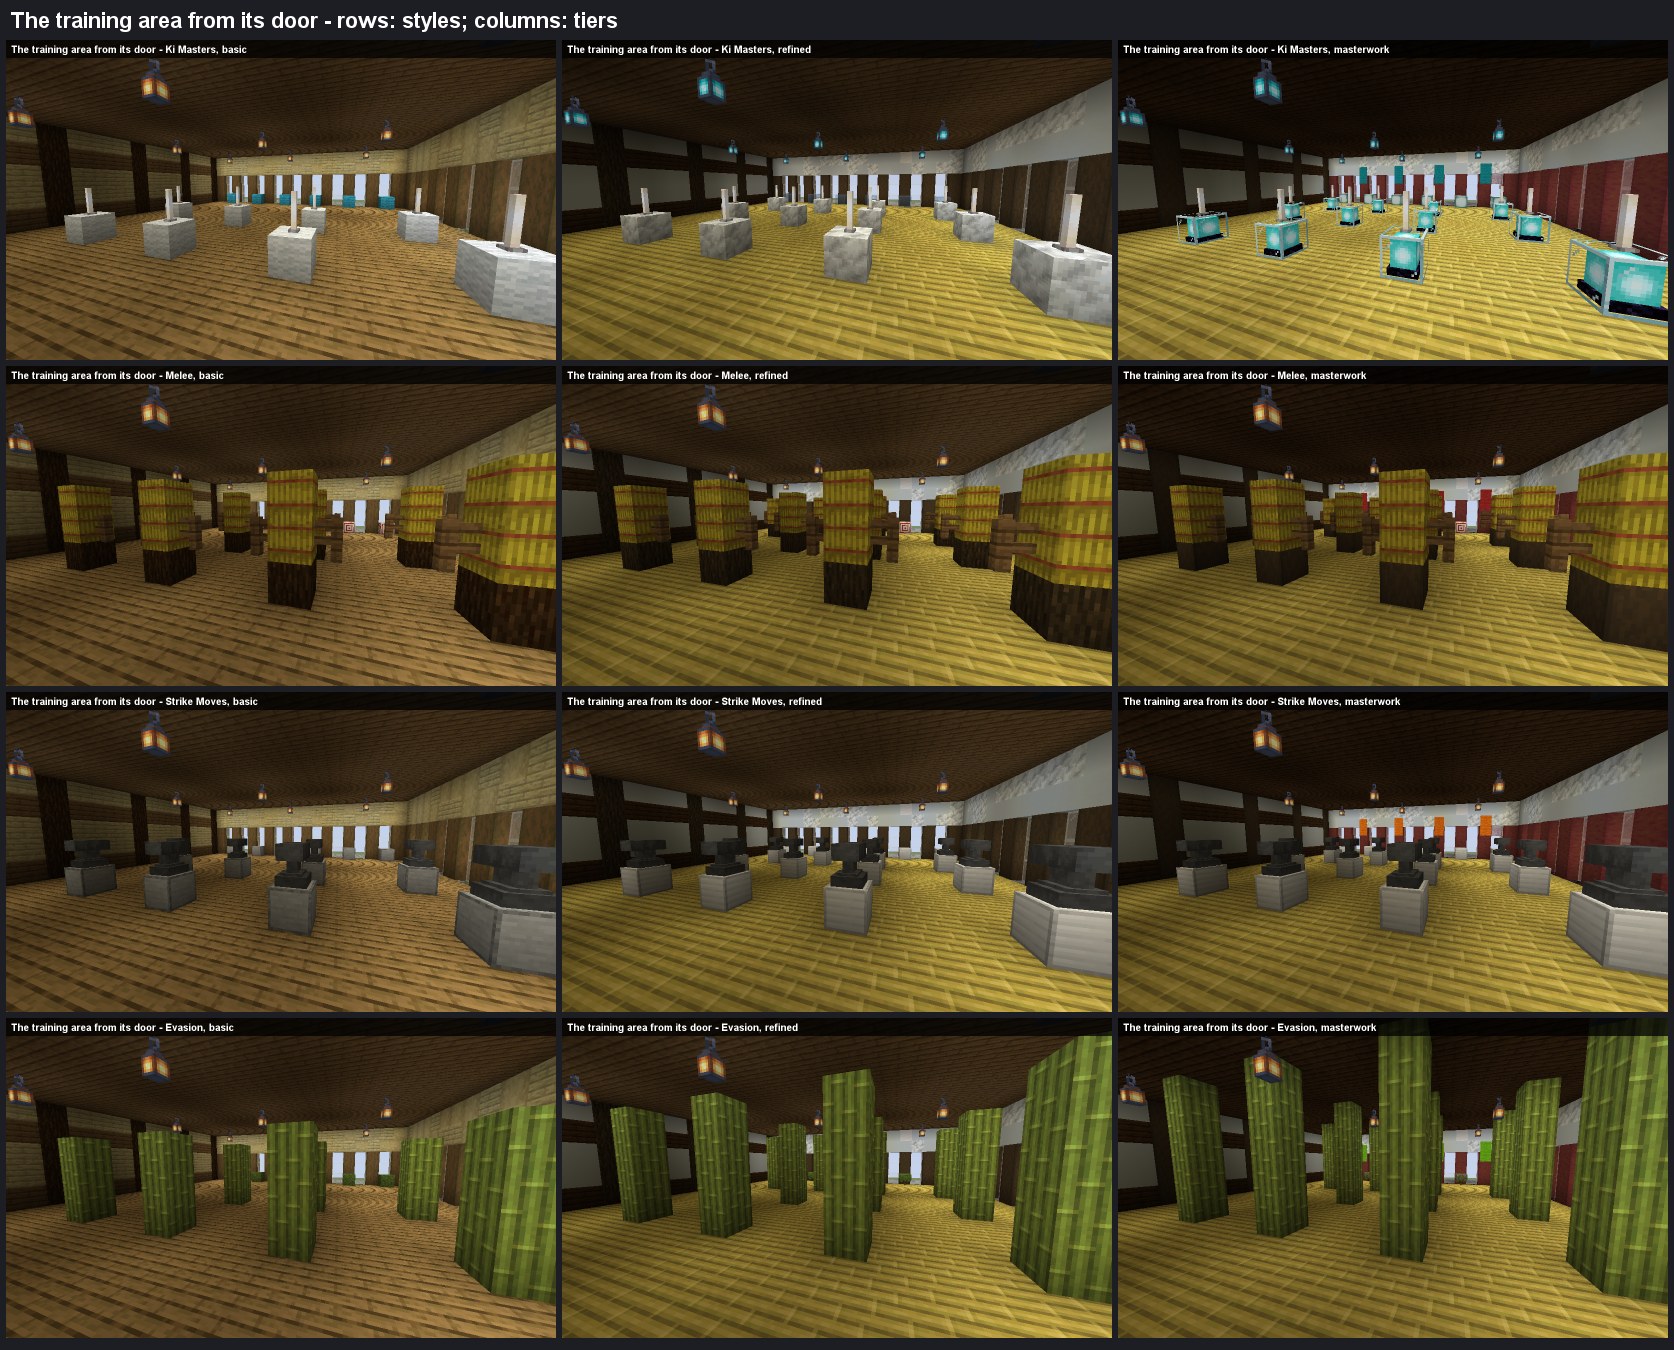 The training area from its door - rows: styles; columns: tiers
The training area from its door - Ki Masters, basic
The training area from its door - Ki Masters, refined
The training area from its door - Ki Masters, masterwork
The training area from its door - Melee, basic
The training area from its door - Melee, refined
The training area from its door - Melee, masterwork
The training area from its door - Strike Moves, basic
The training area from its door - Strike Moves, refined
The training area from its door - Strike Moves, masterwork
The training area from its door - Evasion, basic
The training area from its door - Evasion, refined
The training area from its door - Evasion, masterwork